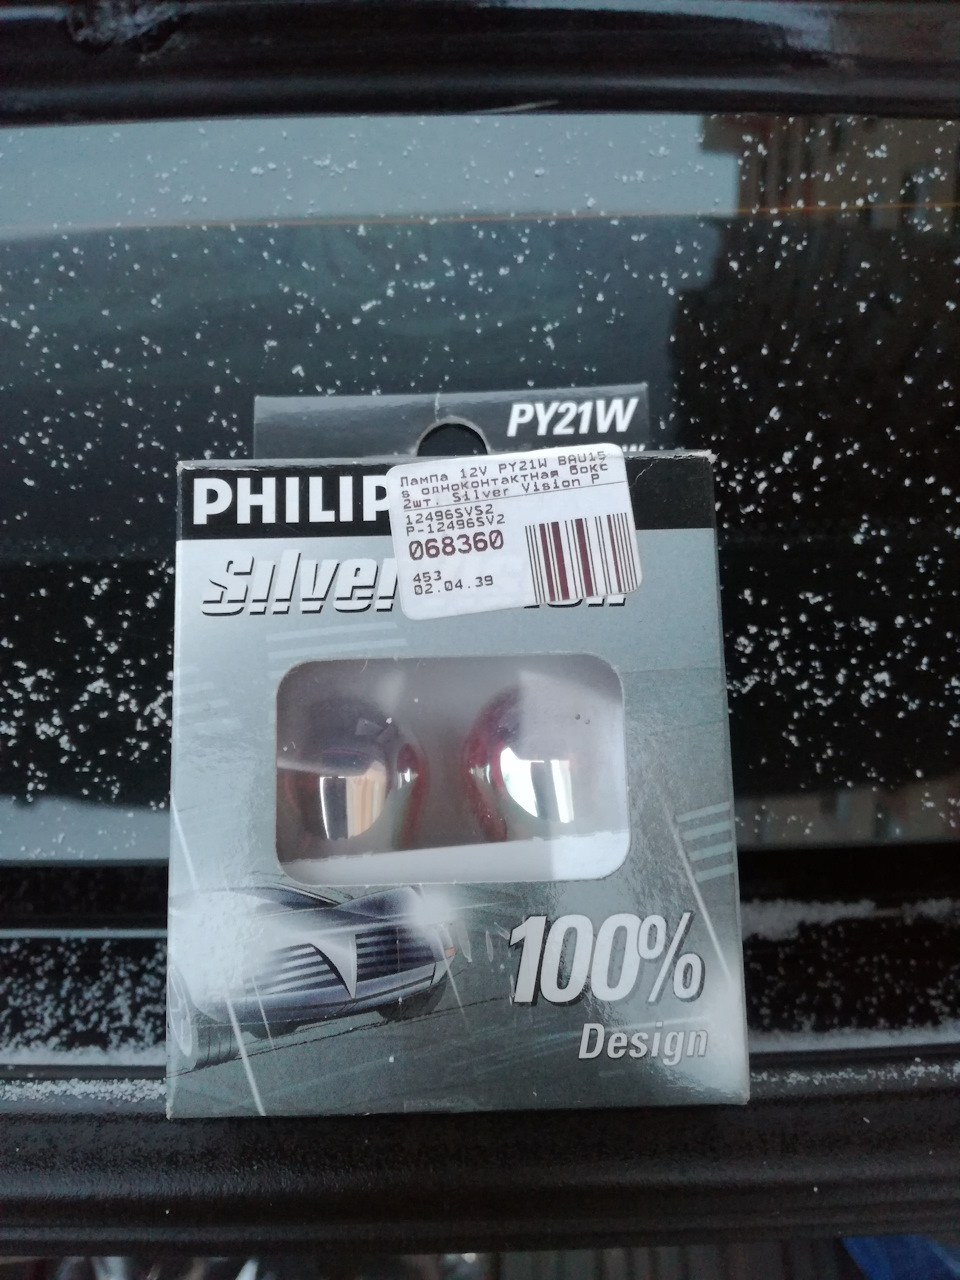 PY21W
PHILIP
Лампа 12V PY21W BAU15
s одноконтактная бокс
2шт. Silver Vision P
12496SVS2
P-12496SV2
068360
453
02.04.39
Silve
100%
Design